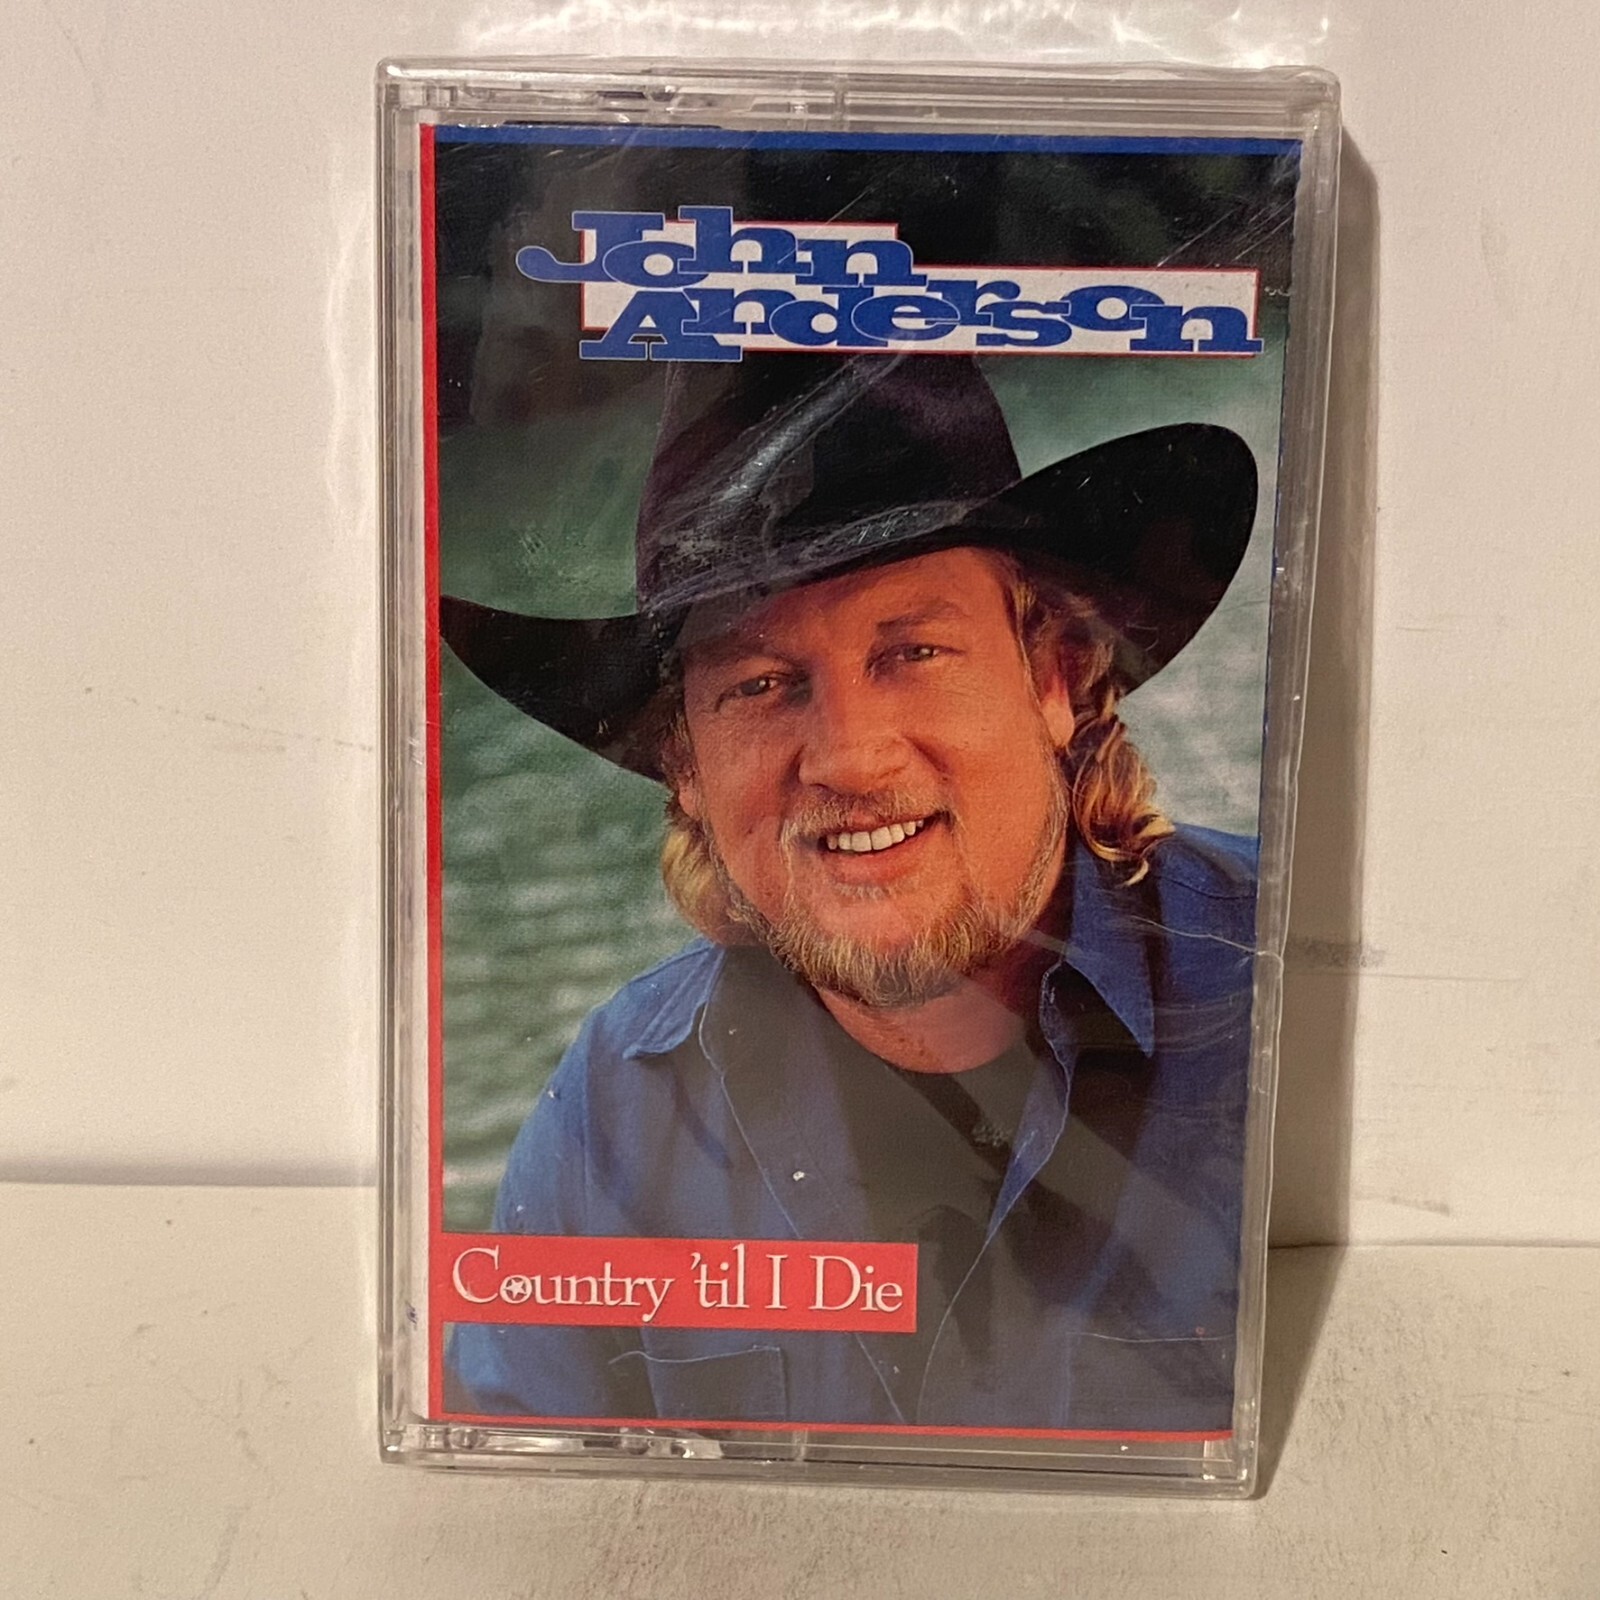 John
Anderson
Country 'til I Die